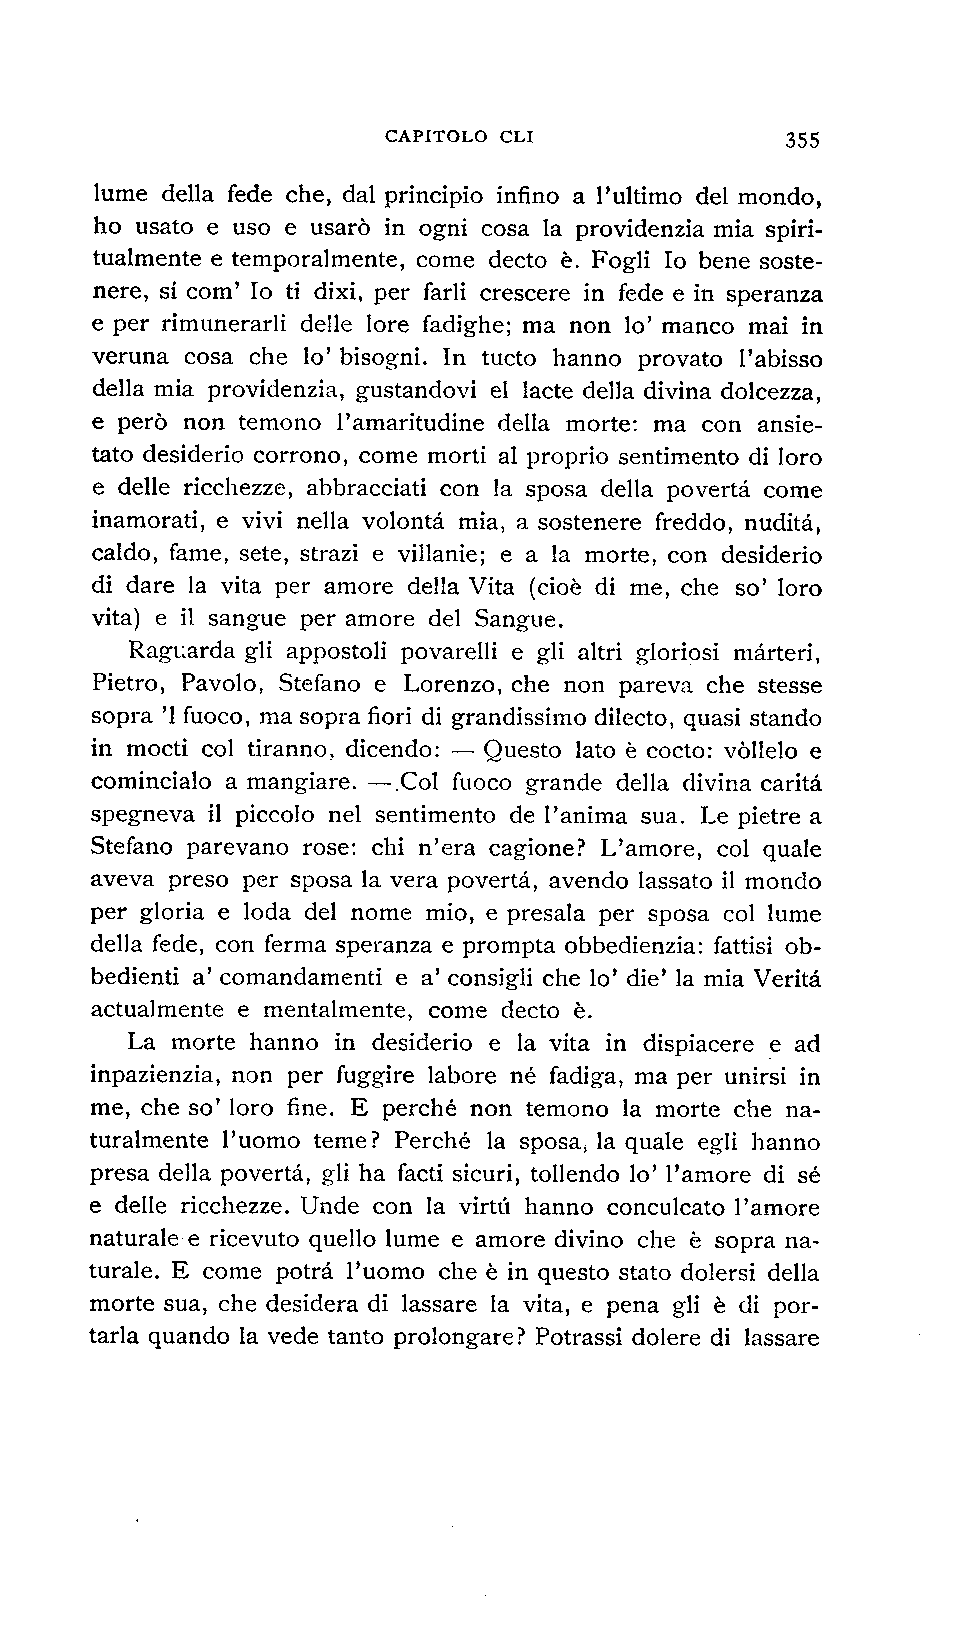 CAPITOLO CLI 355
lume della fede che, dal principio infino a l'ultimo del mondo,
ho usato e uso e usarò in ogni cosa la providenzia mia spiri-
tualmente e temporalmente, come decto è. Fogli Io bene soste-
nere, sí com' Io ti dixi, per farli crescere in fede e in speranza
e per rimunerarli delle lore fadighe; ma non lo' manco mai in
veruna cosa che lo' bisogni. In tucto hanno provato l'abisso
della mia providenzia, gustandovi el lacte della divina dolcezza,
e però non temono l'amaritudine della morte: ma con ansie-
tato desiderio corrono, come morti al proprio sentimento di loro
e delle ricchezze, abbracciati con la sposa della povertá come
inamorati, e vivi nella volontá mia, a sostenere freddo, nuditá,
caldo, fame, sete, strazi e villanie; e a la morte, con desiderio
di dare la vita per amore della Vita (cioè di me, che so' loro
vita) e il sangue per amore del Sangue.
Raguarda gli appostoli povarelli e gli altri gloriosi márteri,
Pietro, Pavolo, Stefano e Lorenzo, che non pareva che stesse
sopra 'l fuoco, ma sopra fiori di grandissimo dilecto, quasi stando
in mocti col tiranno, dicendo: — Questo lato è cocto: vòllelo e
comincialo a mangiare. — Col fuoco grande della divina caritá
spegneva il piccolo nel sentimento de l'anima sua. Le pietre a
Stefano parevano rose: chi n'era cagione? L'amore, col quale
aveva preso per sposa la vera povertá, avendo lassato il mondo
per gloria e loda del nome mio, e presala per sposa col lume
della fede, con ferma speranza e prompta obbedienzia: fattisi ob-
bedienti a' comandamenti e a' consigli che lo' die' la mia Veritá
actualmente e mentalmente, come decto è.
La morte hanno in desiderio e la vita in dispiacere e ad
inpazienzia, non per fuggire labore né fadiga, ma per unirsi in
me, che so' loro fine. E perché non temono la morte che na-
turalmente l'uomo teme? Perché la sposa, la quale egli hanno
presa della povertá, gli ha facti sicuri, tollendo lo' l'amore di sé
e delle ricchezze. Unde con la virtú hanno conculcato l'amore
naturale e ricevuto quello lume e amore divino che è sopra na-
turale. E come potrá l'uomo che è in questo stato dolersi della
morte sua, che desidera di lassare la vita, e pena gli è di por-
tarla quando la vede tanto prolongare? Potrassi dolere di lassare